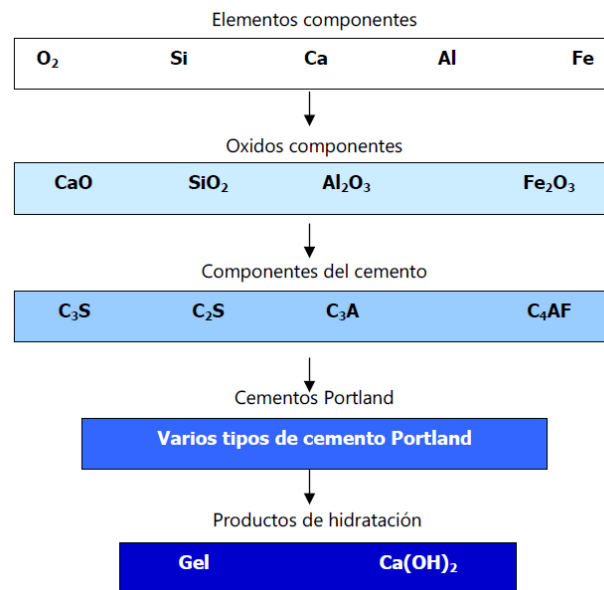 Elementos componentes
O₂ Si Ca Al Fe
Oxidos componentes
CaO SiO₂ Al₂O₃ Fe₂O₃
Componentes del cemento
C₃S C₂S C₃A C₄AF
Cementos Portland
Varios tipos de cemento Portland
Productos de hidratación
Gel Ca(OH)₂